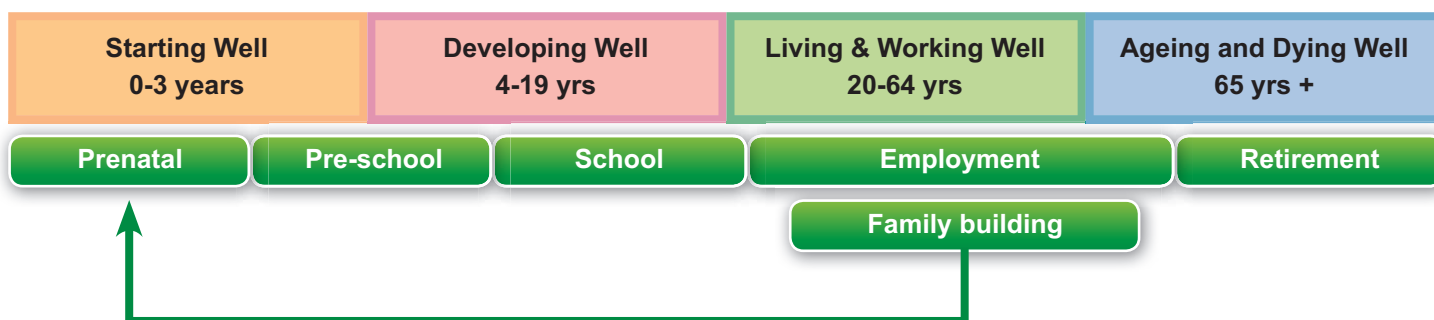 Starting Well
0-3 years
Developing Well
4-19 yrs
Living & Working Well
20-64 yrs
Ageing and Dying Well
65 yrs +
Prenatal
Pre-school
School
Employment
Retirement
Family building